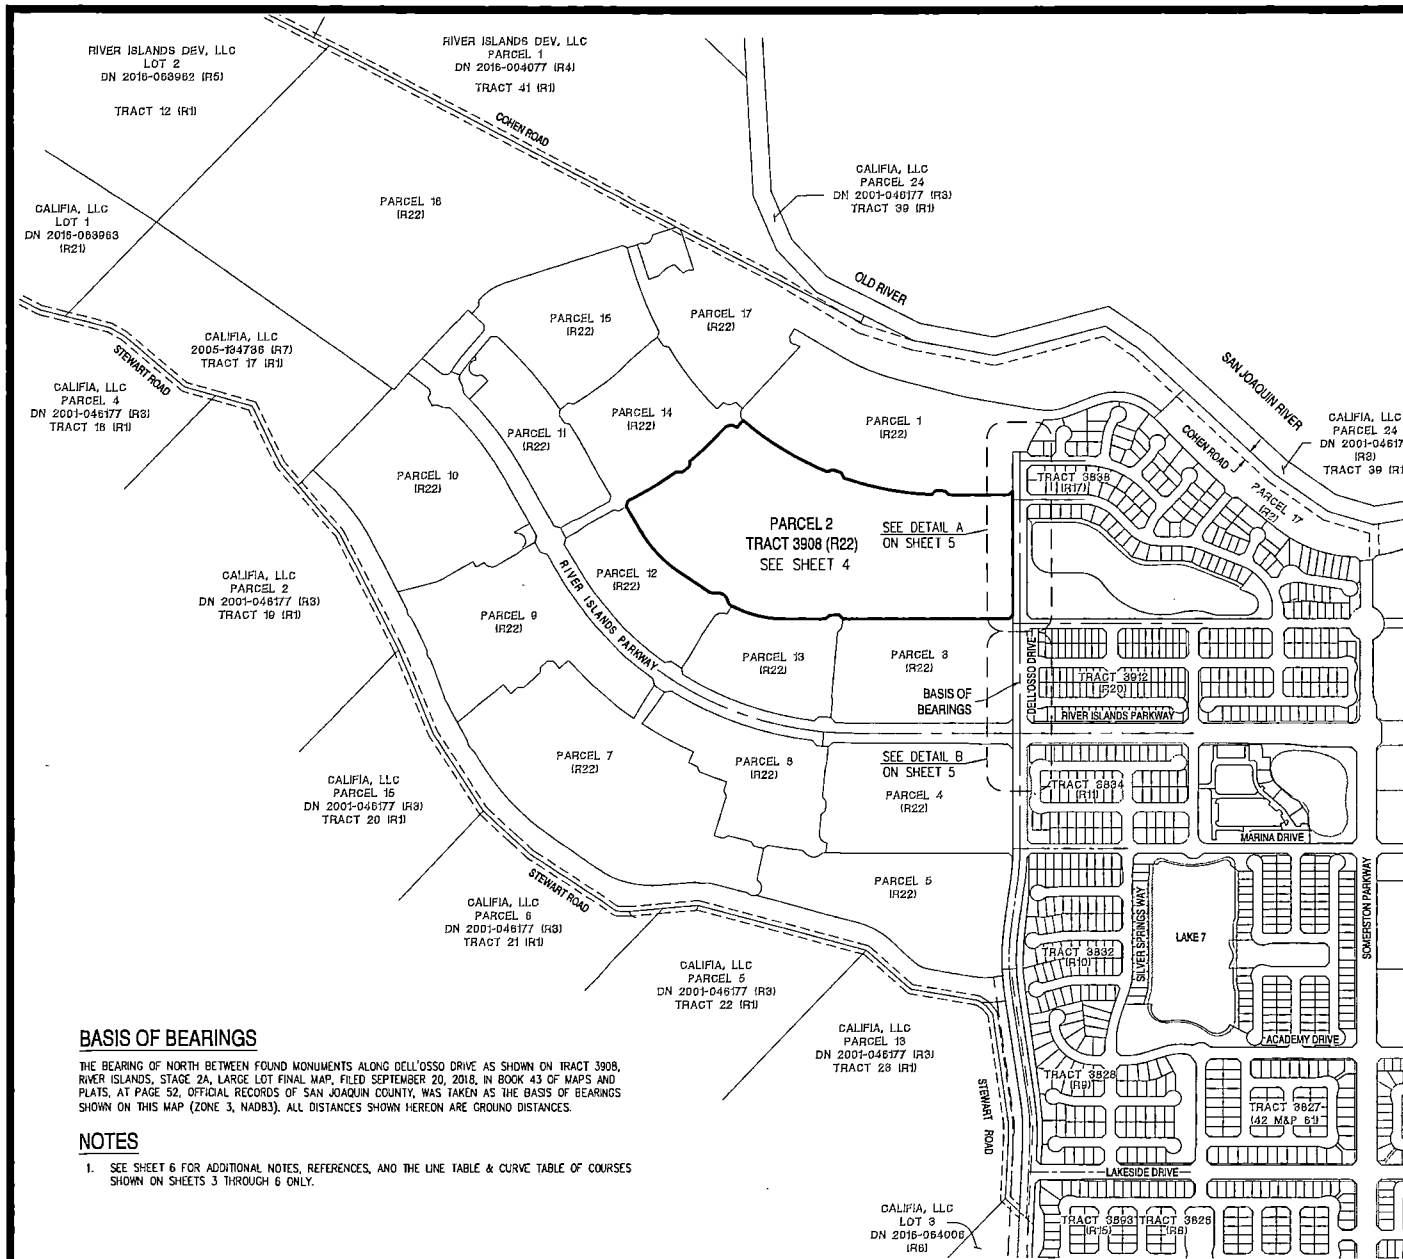 RIVER ISLANDS DEV, LLC
LOT 2
DN 2016-063962 (R5)
TRACT 12 (R1)
RIVER ISLANDS DEV, LLC
PARCEL 1
DN 2016-004077 (R4)
TRACT 41 (R1)
COHEN ROAD
CALIFIA, LLC
PARCEL 24
DN 2001-046177 (R3)
TRACT 39 (R1)
CALIFIA, LLC
LOT 1
DN 2016-063963
(R21)
PARCEL 16
(R22)
OLD RIVER
SAN JOAQUIN RIVER
CALIFIA, LLC
2005-134736 (R7)
TRACT 17 (R1)
STEWART ROAD
CALIFIA, LLC
PARCEL 4
DN 2001-046177 (R3)
TRACT 18 (R1)
PARCEL 15
(R22)
PARCEL 17
(R22)
PARCEL 14
(R22)
PARCEL 1
(R22)
PARCEL 11
(R22)
PARCEL 10
(R22)
COHEN ROAD
PARCEL 17
(R2)
CALIFIA, LLC
PARCEL 24
DN 2001-04617
(R3)
TRACT 39 (R1
TRACT 3838
(R17)
PARCEL 2
TRACT 3908 (R22)
SEE SHEET 4
SEE DETAIL A
ON SHEET 5
CALIFIA, LLC
PARCEL 2
DN 2001-046177 (R3)
TRACT 19 (R1)
PARCEL 12
(R22)
RIVER ISLANDS PARKWAY
PARCEL 9
(R22)
PARCEL 13
(R22)
PARCEL 3
(R22)
BASIS OF
BEARINGS
DELL'OSSO DRIVE
TRACT 3912
(R20)
RIVER ISLANDS PARKWAY
PARCEL 7
(R22)
PARCEL 8
(R22)
SEE DETAIL B
ON SHEET 5
PARCEL 4
(R22)
TRACT 3834
(R11)
MARINA DRIVE
CALIFIA, LLC
PARCEL 15
DN 2001-046177 (R3)
TRACT 20 (R1)
STEWART ROAD
PARCEL 5
(R22)
CALIFIA, LLC
PARCEL 6
DN 2001-046177 (R3)
TRACT 21 (R1)
CALIFIA, LLC
PARCEL 5
DN 2001-046177 (R3)
TRACT 22 (R1)
TRACT 3832
(R10)
SILVER SPRINGS WAY
LAKE 7
SOMERSTON PARKWAY
CALIFIA, LLC
PARCEL 13
DN 2001-046177 (R3)
TRACT 23 (R1)
ACADEMY DRIVE
STEWART ROAD
TRACT 3828
(R9)
TRACT 3827
(42 M&P 61)
LAKESIDE DRIVE
CALIFIA, LLC
LOT 3
DN 2016-064006
(R6)
TRACT 3893
(R15)
TRACT 3826
(R8)
BASIS OF BEARINGS
THE BEARING OF NORTH BETWEEN FOUND MONUMENTS ALONG DELL'OSSO DRIVE AS SHOWN ON TRACT 3908,
RIVER ISLANDS, STAGE 2A, LARGE LOT FINAL MAP, FILED SEPTEMBER 20, 2018, IN BOOK 43 OF MAPS AND
PLATS, AT PAGE 52, OFFICIAL RECORDS OF SAN JOAQUIN COUNTY, WAS TAKEN AS THE BASIS OF BEARINGS
SHOWN ON THIS MAP (ZONE 3, NAD83). ALL DISTANCES SHOWN HEREON ARE GROUND DISTANCES.
NOTES
1. SEE SHEET 6 FOR ADDITIONAL NOTES, REFERENCES, AND THE LINE TABLE & CURVE TABLE OF COURSES
SHOWN ON SHEETS 3 THROUGH 6 ONLY.